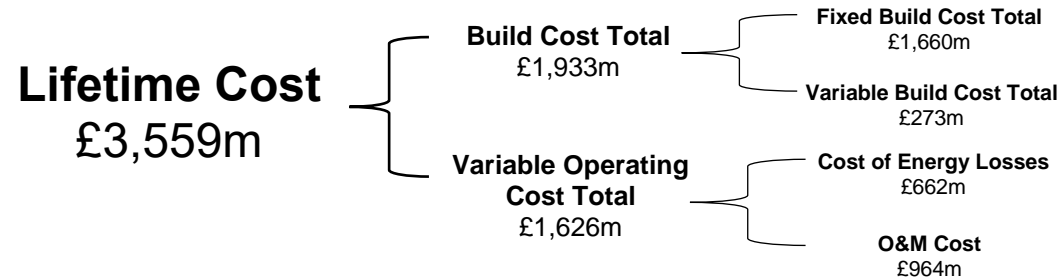 Lifetime Cost
£3,559m
Build Cost Total
£1,933m
Fixed Build Cost Total
£1,660m
Variable Build Cost Total
£273m
Variable Operating
Cost Total
£1,626m
Cost of Energy Losses
£662m
O&M Cost
£964m